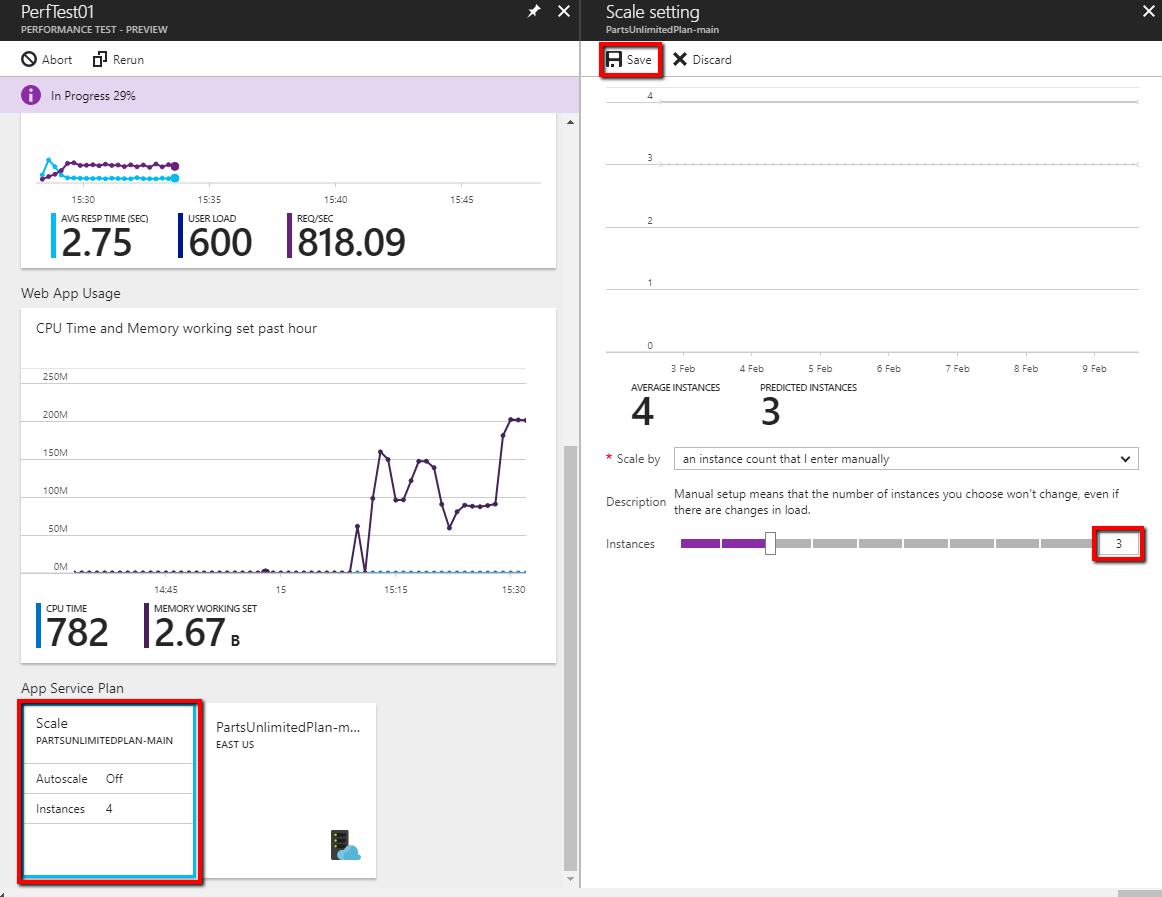 PerfTest01
PERFORMANCE TEST - PREVIEW
Abort
Rerun
In Progress 29%
15:30
15:35
15:40
15:45
AVG RESP TIME (SEC)
2.75
USER LOAD
600
REQ/SEC
818.09
Web App Usage
CPU Time and Memory working set past hour
250M
200M
150M
100M
50M
0M
14:45
15
15:15
15:30
CPU TIME
782
MEMORY WORKING SET
2.67 B
App Service Plan
Scale
PARTSUNLIMITEDPLAN-MAIN
Autoscale Off
Instances 4
PartsUnlimitedPlan-m...
EAST US
Scale setting
PartsUnlimitedPlan-main
Save
Discard
4
3
2
1
0
3 Feb
4 Feb
5 Feb
6 Feb
7 Feb
8 Feb
9 Feb
AVERAGE INSTANCES
4
PREDICTED INSTANCES
3
* Scale by
an instance count that I enter manually
Description
Manual setup means that the number of instances you choose won't change, even if
there are changes in load.
Instances
3